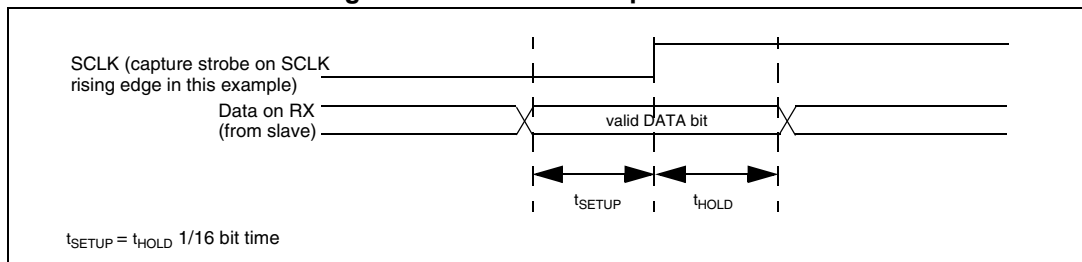 SCLK (capture strobe on SCLK
rising edge in this example)
Data on RX
(from slave)
valid DATA bit
tSETUP
tHOLD
tSETUP = tHOLD 1/16 bit time